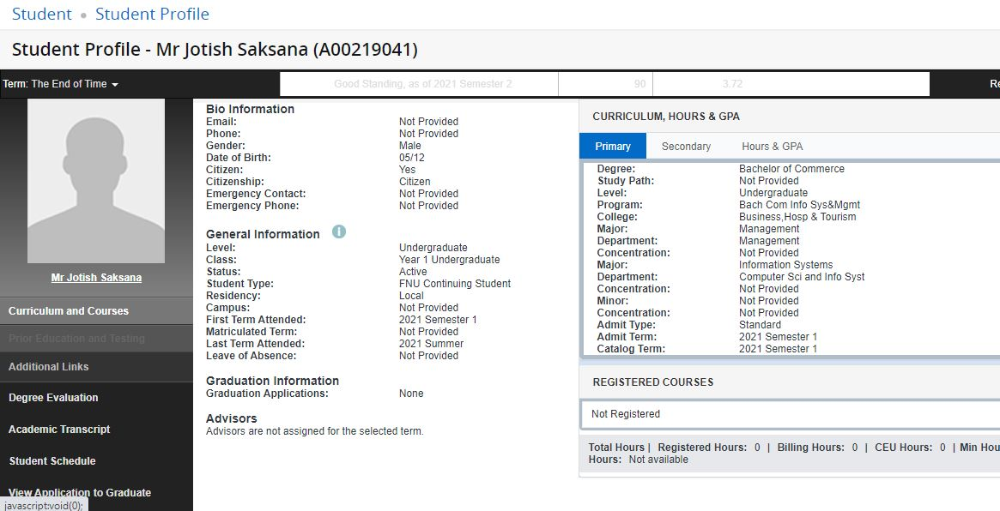 Student • Student Profile
Student Profile - Mr Jotish Saksana (A00219041)
Term: The End of Time
Good Standing, as of 2021 Semester 2 90 3.72
Re
Mr Jotish Saksana
Curriculum and Courses
Prior Education and Testing
Additional Links
Degree Evaluation
Academic Transcript
Student Schedule
View Application to Graduate
javascript:void(0);
Bio Information
Email: Not Provided
Phone: Not Provided
Gender: Male
Date of Birth: 05/12
Citizen: Yes
Citizenship: Citizen
Emergency Contact: Not Provided
Emergency Phone: Not Provided
General Information
Level: Undergraduate
Class: Year 1 Undergraduate
Status: Active
Student Type: FNU Continuing Student
Residency: Local
Campus: Not Provided
First Term Attended: 2021 Semester 1
Matriculated Term: Not Provided
Last Term Attended: 2021 Summer
Leave of Absence: Not Provided
Graduation Information
Graduation Applications: None
Advisors
Advisors are not assigned for the selected term.
CURRICULUM, HOURS & GPA
Primary Secondary Hours & GPA
Degree: Bachelor of Commerce
Study Path: Not Provided
Level: Undergraduate
Program: Bach Com Info Sys&Mgmt
College: Business,Hosp & Tourism
Major: Management
Department: Management
Concentration: Not Provided
Major: Information Systems
Department: Computer Sci and Info Syst
Concentration: Not Provided
Minor: Not Provided
Concentration: Not Provided
Admit Type: Standard
Admit Term: 2021 Semester 1
Catalog Term: 2021 Semester 1
REGISTERED COURSES
Not Registered
Total Hours | Registered Hours: 0 | Billing Hours: 0 | CEU Hours: 0 | Min Hou
Hours: Not available